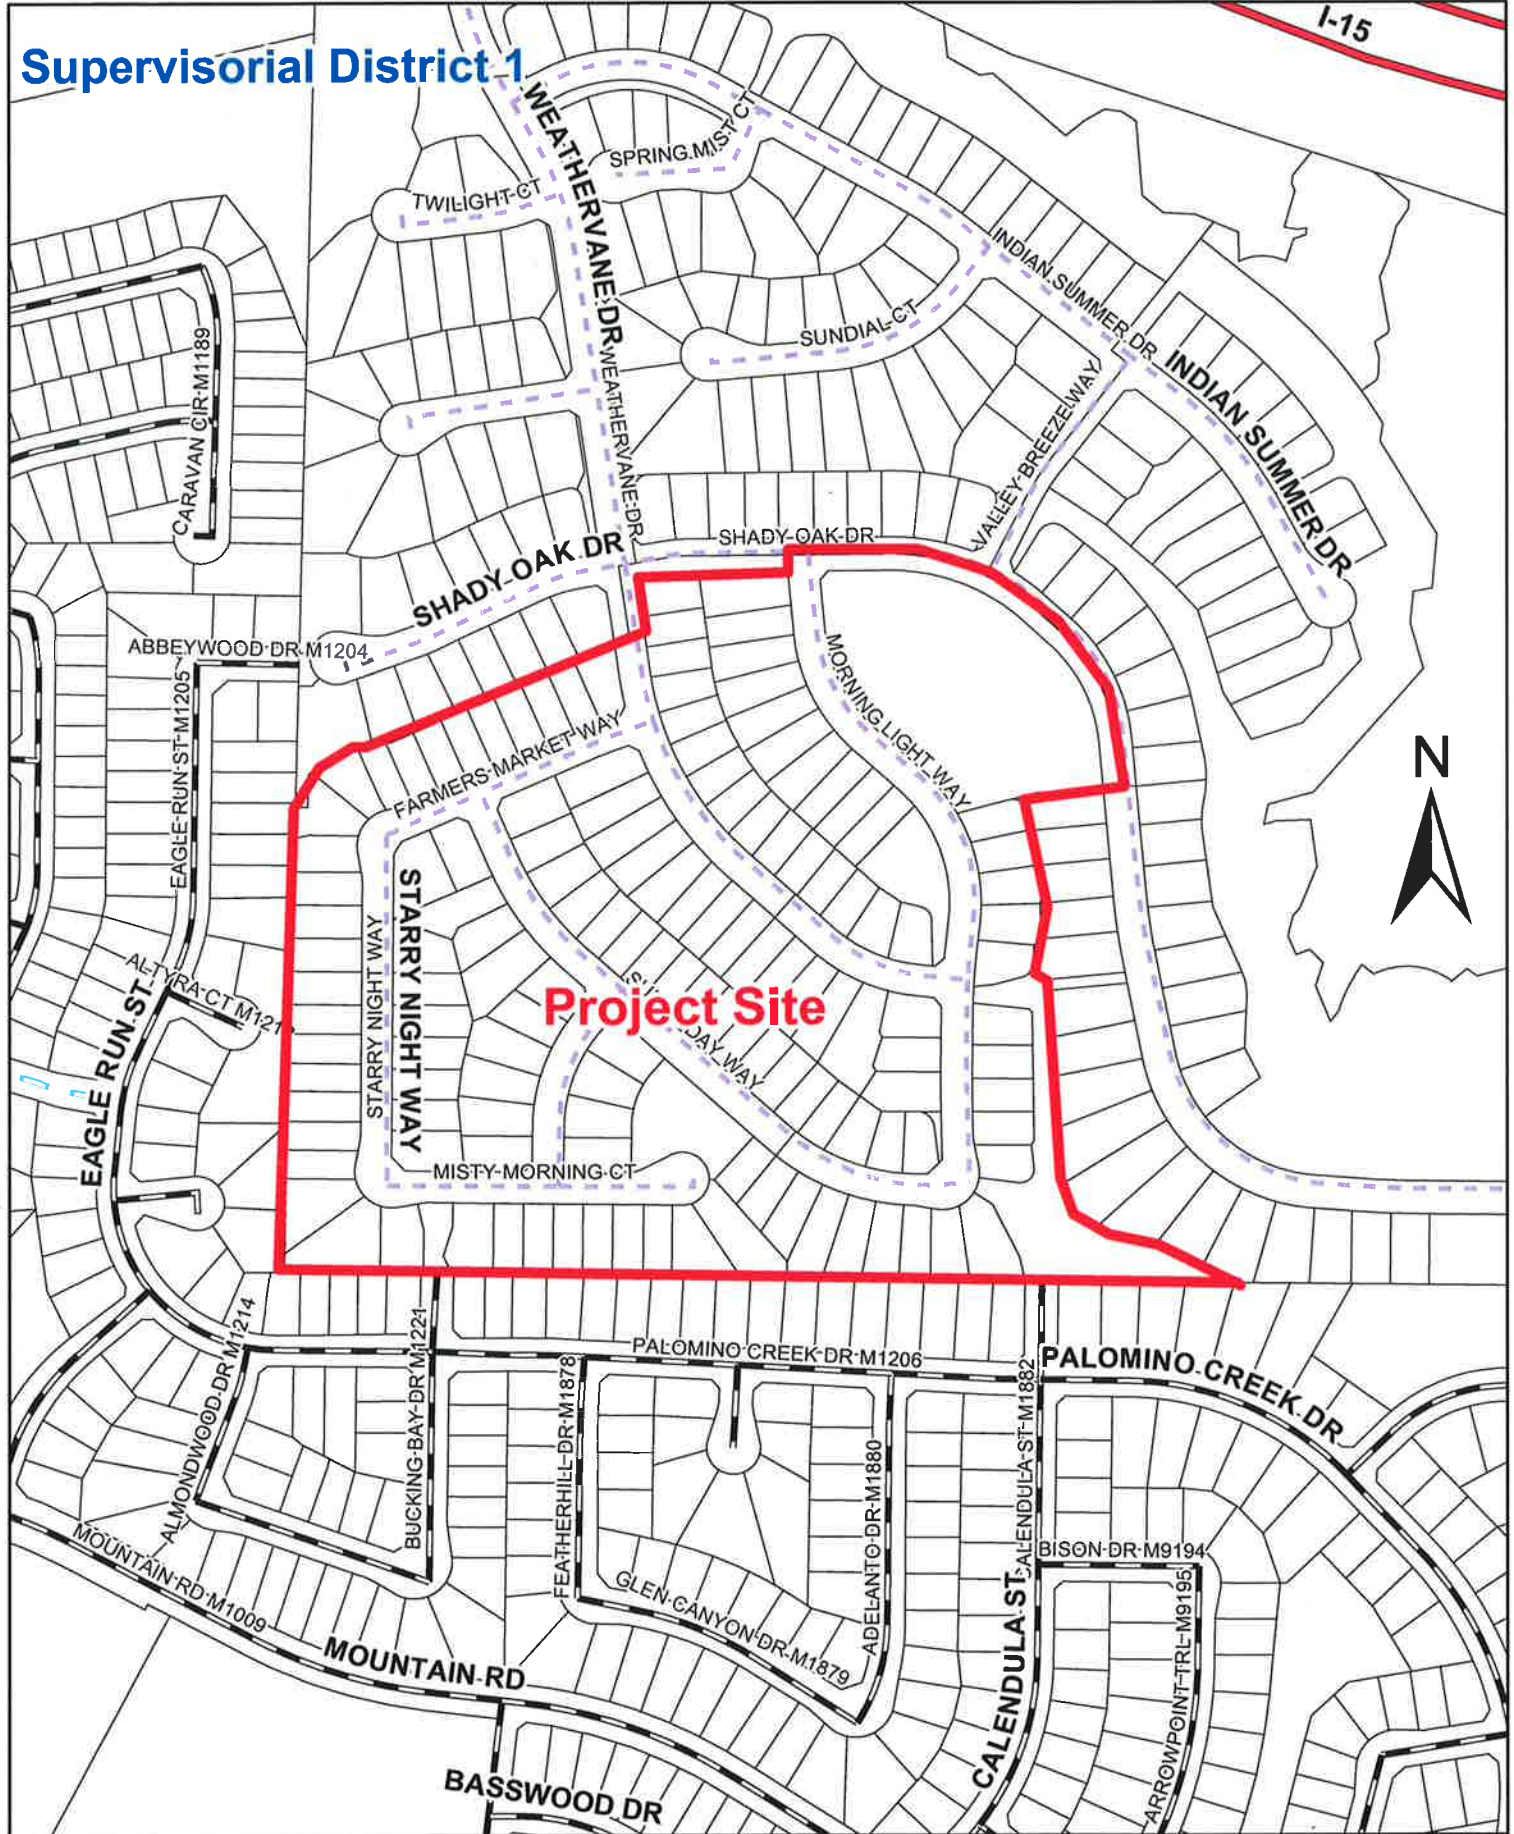 I-15
Supervisorial District 1
WEATHERVANE DR
SPRING MIST CT
TWILIGHT CT
INDIAN SUMMER DR
SUNDIAL CT
CARAVAN CIR M1189
WEATHERVANE DR
INDIAN SUMMER DR
VALLEY BREEZE WAY
SHADY OAK DR
SHADY OAK DR
ABBEYWOOD DR M1204
EAGLE RUN ST M1205
MORNING LIGHT WAY
FARMERS MARKET WAY
N
STARRY NIGHT WAY
STARRY NIGHT WAY
ALTYRA CT
EAGLE RUN ST
Project Site
DAY WAY
MISTY MORNING CT
ALMONDWOOD DR M1214
BUCKING BAY DR M1221
PALOMINO CREEK DR M1206
PALOMINO CREEK DR
FEATHERHILL DR M1878
CALENDULA ST M1882
ADELANTO DR M1880
MOUNTAIN RD M1009
BISON DR M9194
GLEN CANYON DR M1879
ARROWPOINT TRL M9195
CALENDULA ST
MOUNTAIN RD
BASSWOOD DR